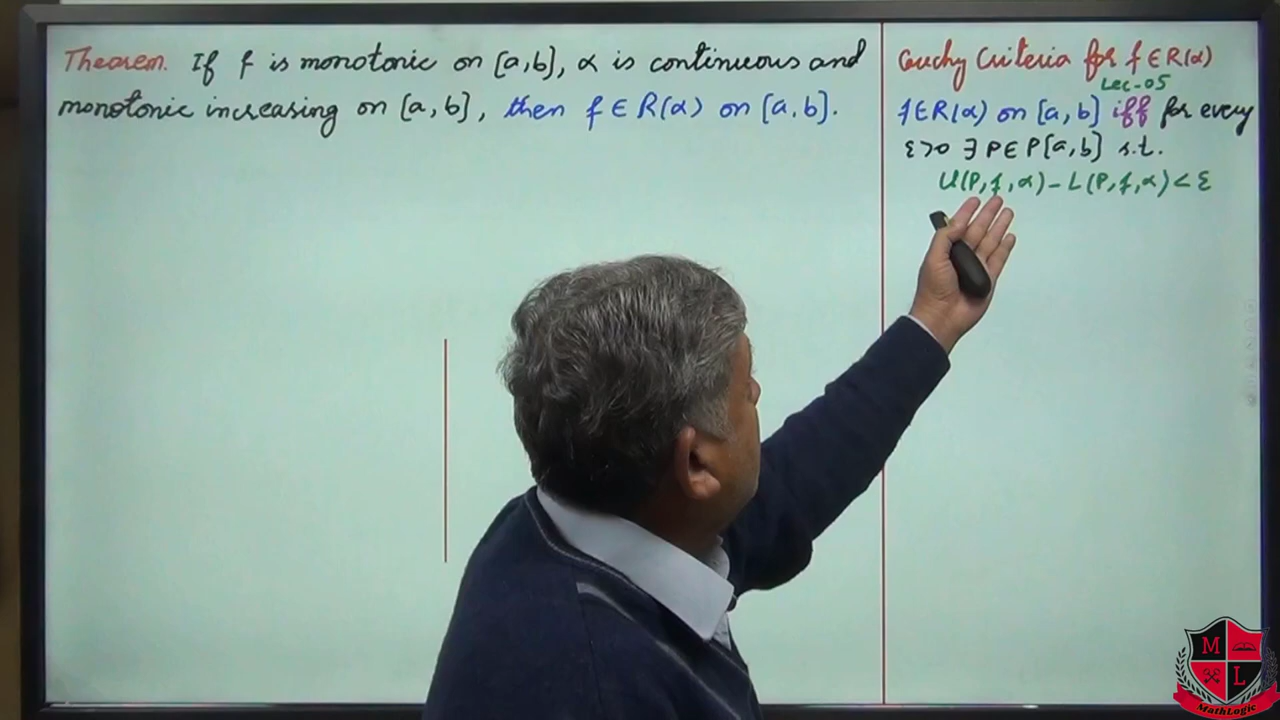 Theorem. If f is monotonic on [a,b], α is continuous and
monotonic increasing on [a,b], then f ∈ R(α) on [a,b].
Cauchy Criteria for f ∈ R(α)
Lec-05
f ∈ R(α) on [a,b] iff for every
ε>0 ∃ P ∈ P[a,b] s.t.
U(P,f,α) - L(P,f,α) < ε
M
L
MathLogic